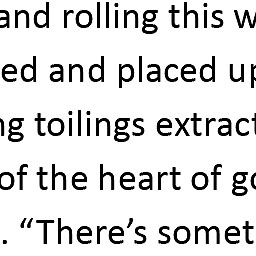 and rolling this w
ed and placed up
ng toilings extract
of the heart of go
. “There’s somet